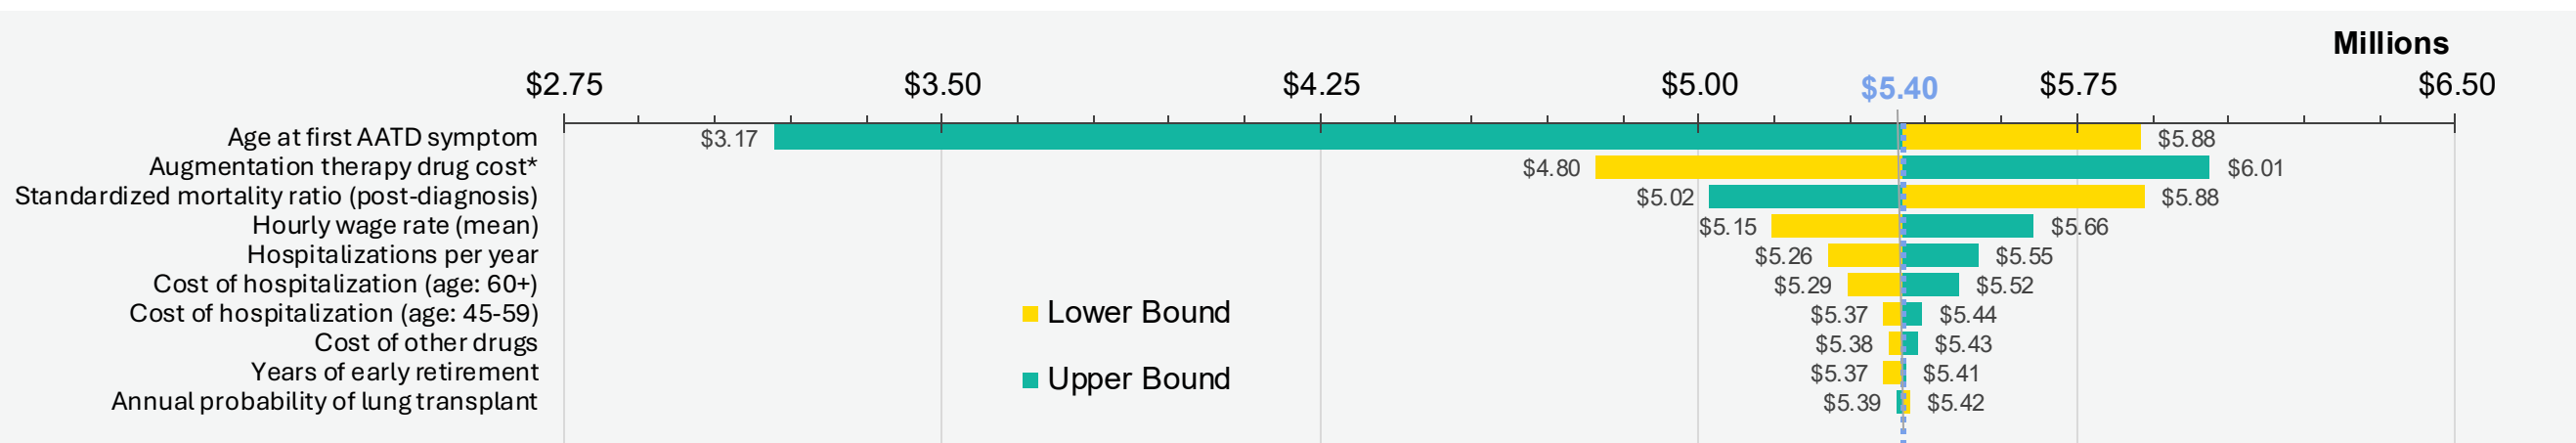 Millions
$2.75 $3.50 $4.25 $5.00 $5.40 $5.75 $6.50
Age at first AATD symptom $3.17 $5.88
Augmentation therapy drug cost* $4.80 $6.01
Standardized mortality ratio (post-diagnosis) $5.02 $5.88
Hourly wage rate (mean) $5.15 $5.66
Hospitalizations per year $5.26 $5.55
Cost of hospitalization (age: 60+) $5.29 $5.52
Cost of hospitalization (age: 45-59) $5.37 $5.44
Cost of other drugs $5.38 $5.43
Years of early retirement $5.37 $5.41
Annual probability of lung transplant $5.39 $5.42
Lower Bound
Upper Bound